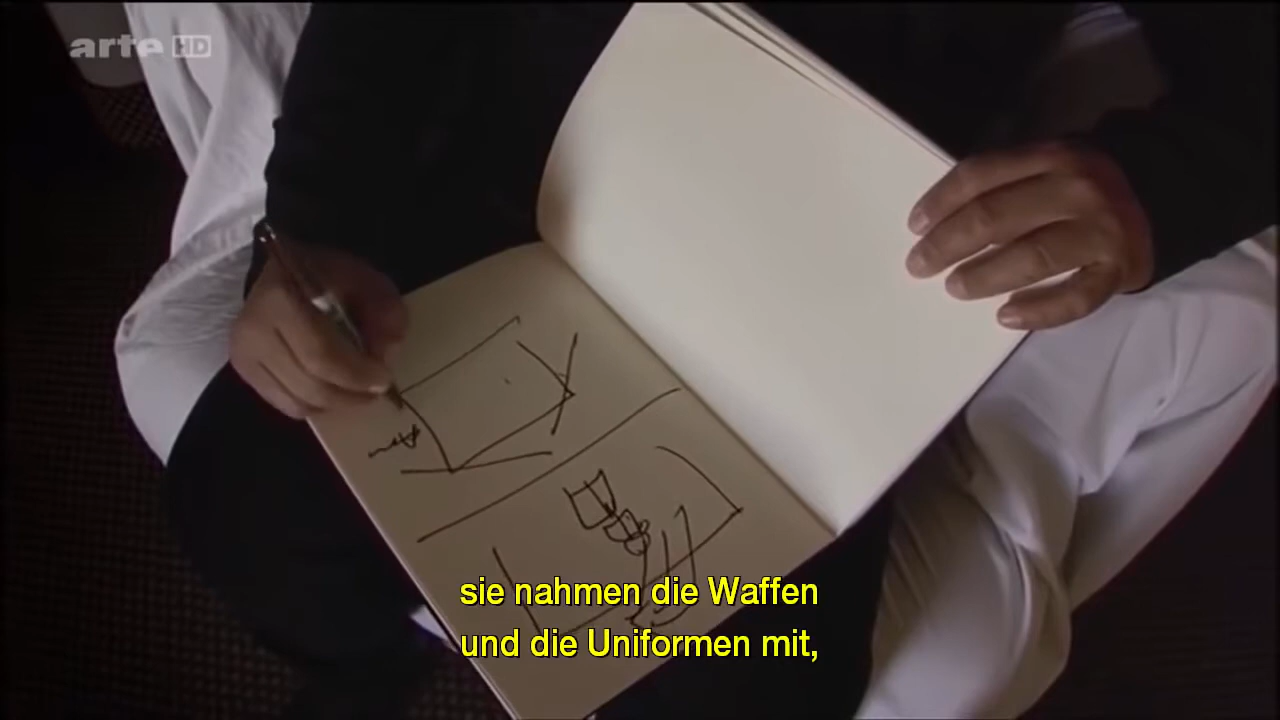 arte HD
sie nahmen die Waffen
und die Uniformen mit,